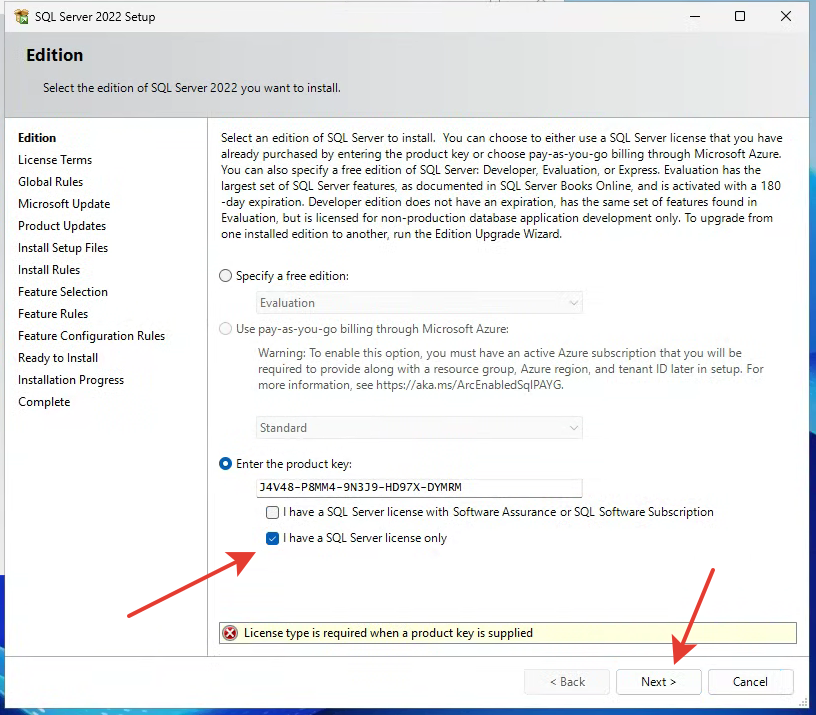 SQL Server 2022 Setup
Edition
Select the edition of SQL Server 2022 you want to install.
Edition
License Terms
Global Rules
Microsoft Update
Product Updates
Install Setup Files
Install Rules
Feature Selection
Feature Rules
Feature Configuration Rules
Ready to Install
Installation Progress
Complete
Select an edition of SQL Server to install. You can choose to either use a SQL Server license that you have
already purchased by entering the product key or choose pay-as-you-go billing through Microsoft Azure.
You can also specify a free edition of SQL Server: Developer, Evaluation, or Express. Evaluation has the
largest set of SQL Server features, as documented in SQL Server Books Online, and is activated with a 180
-day expiration. Developer edition does not have an expiration, has the same set of features found in
Evaluation, but is licensed for non-production database application development only. To upgrade from
one installed edition to another, run the Edition Upgrade Wizard.
Specify a free edition:
Evaluation
Use pay-as-you-go billing through Microsoft Azure:
Warning: To enable this option, you must have an active Azure subscription that you will be
required to provide along with a resource group, Azure region, and tenant ID later in setup. For
more information, see https://aka.ms/ArcEnabledSqlPAYG.
Standard
Enter the product key:
J4V48-P8MM4-9N3J9-HD97X-DYMRM
I have a SQL Server license with Software Assurance or SQL Software Subscription
I have a SQL Server license only
License type is required when a product key is supplied
< Back
Next >
Cancel